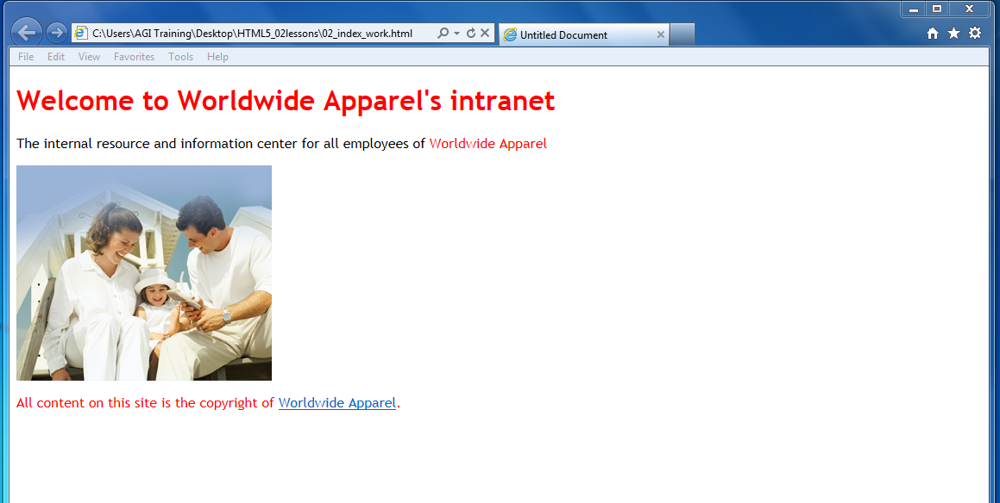 C:\Users\AGI Training\Desktop\HTML5_02lessons\02_index_work.html
Untitled Document
File Edit View Favorites Tools Help
Welcome to Worldwide Apparel's intranet
The internal resource and information center for all employees of Worldwide Apparel
All content on this site is the copyright of Worldwide Apparel.